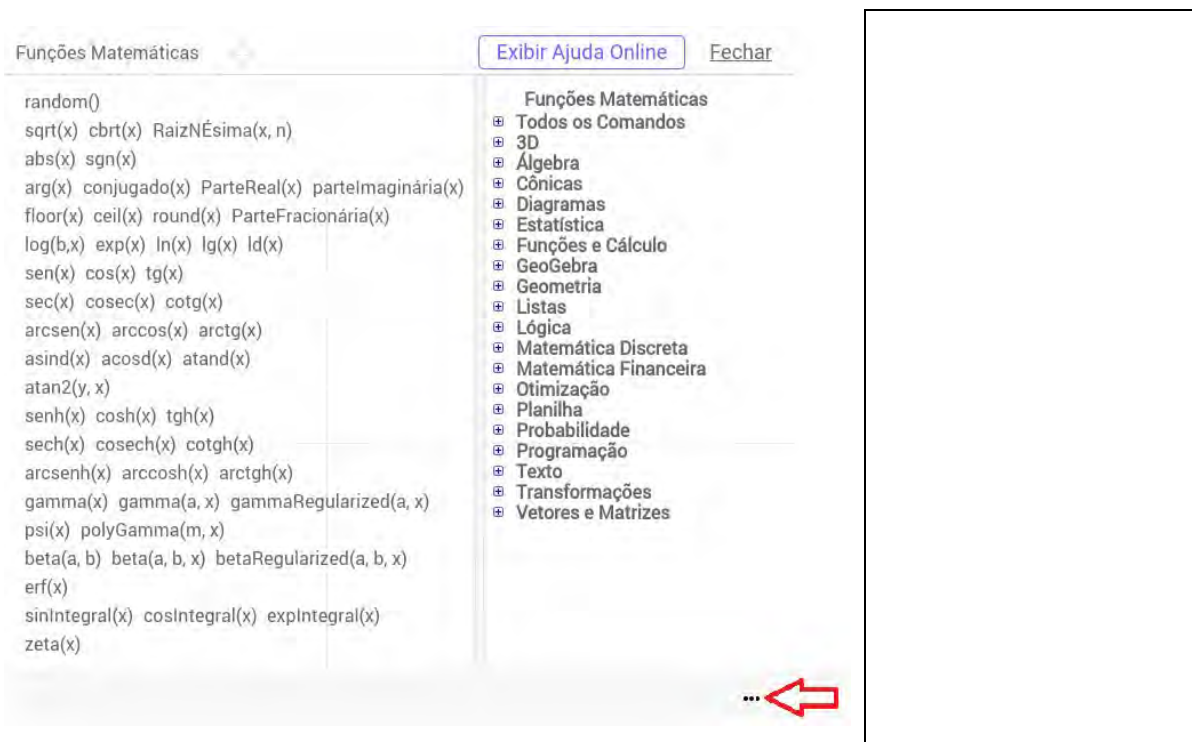 Funções Matemáticas
Exibir Ajuda Online Fechar
random()
sqrt(x) cbrt(x) RaizNÉsima(x, n)
abs(x) sgn(x)
arg(x) conjugado(x) ParteReal(x) parteImaginária(x)
floor(x) ceil(x) round(x) ParteFracionária(x)
log(b,x) exp(x) ln(x) lg(x) ld(x)
sen(x) cos(x) tg(x)
sec(x) cosec(x) cotg(x)
arcsen(x) arccos(x) arctg(x)
asind(x) acosd(x) atand(x)
atan2(y, x)
senh(x) cosh(x) tgh(x)
sech(x) cosech(x) cotgh(x)
arcsenh(x) arccosh(x) arctgh(x)
gamma(x) gamma(a, x) gammaRegularized(a, x)
psi(x) polyGamma(m, x)
beta(a, b) beta(a, b, x) betaRegularized(a, b, x)
erf(x)
sinIntegral(x) cosIntegral(x) expIntegral(x)
zeta(x)
Funções Matemáticas
Todos os Comandos
3D
Álgebra
Cônicas
Diagramas
Estatística
Funções e Cálculo
GeoGebra
Geometria
Listas
Lógica
Matemática Discreta
Matemática Financeira
Otimização
Planilha
Probabilidade
Programação
Texto
Transformações
Vetores e Matrizes